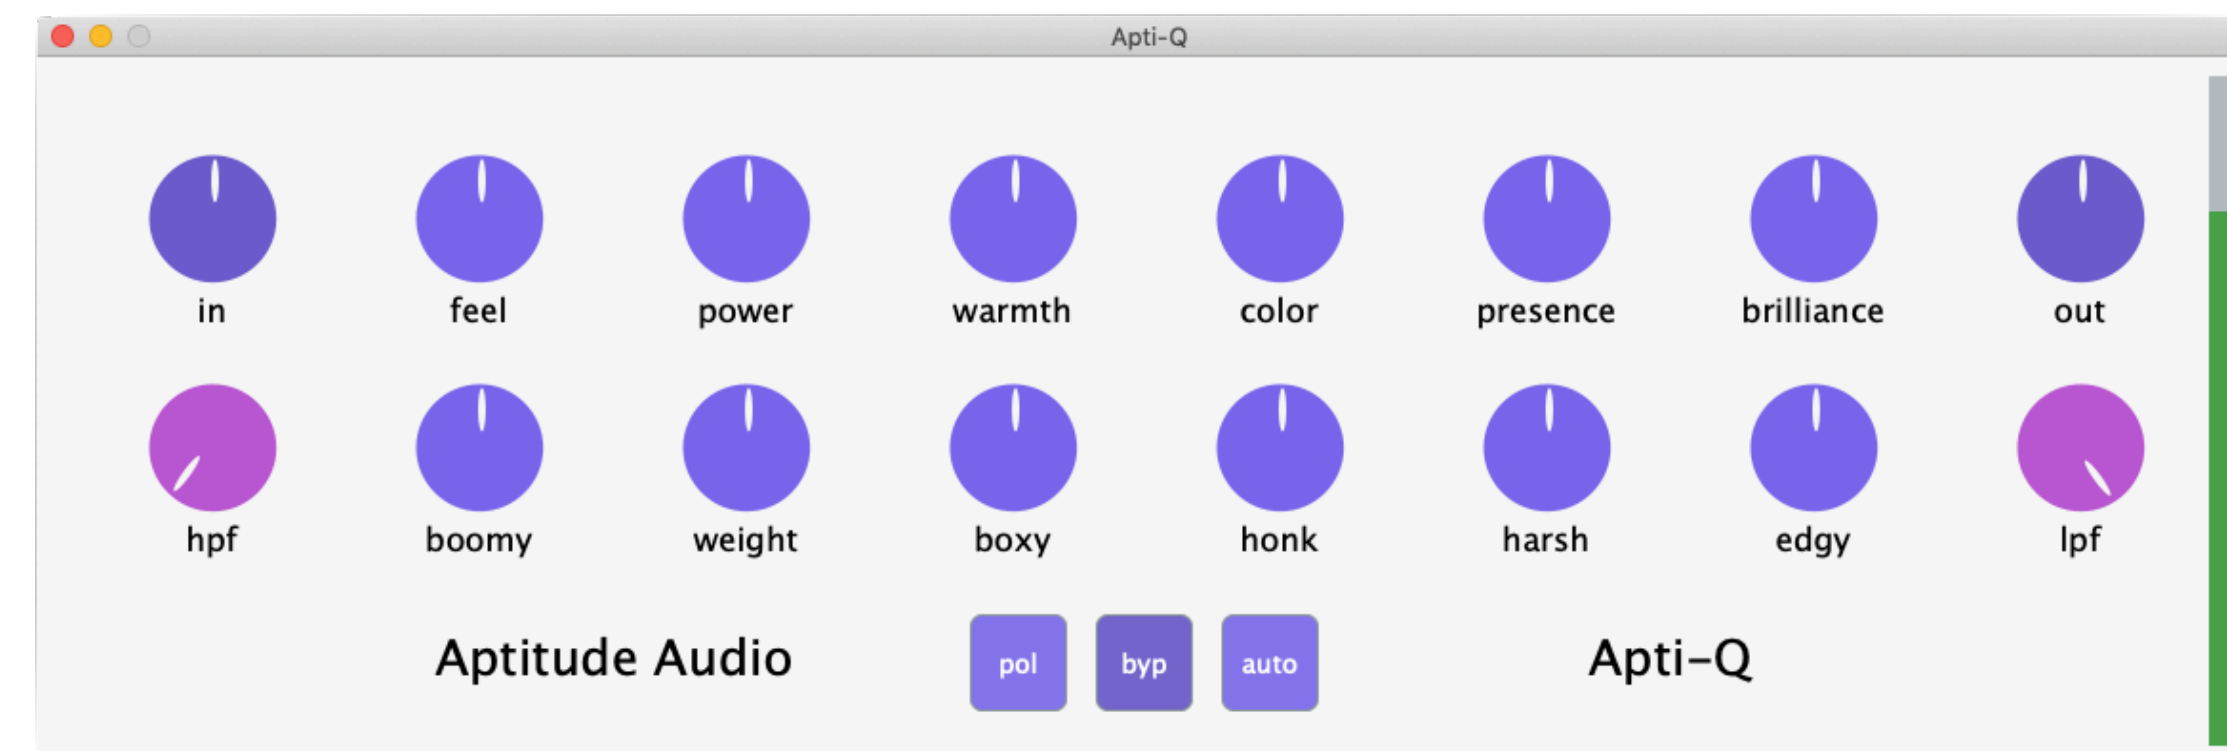 Apti-Q
in feel power warmth color presence brilliance out
hpf boomy weight boxy honk harsh edgy lpf
Aptitude Audio pol byp auto Apti-Q